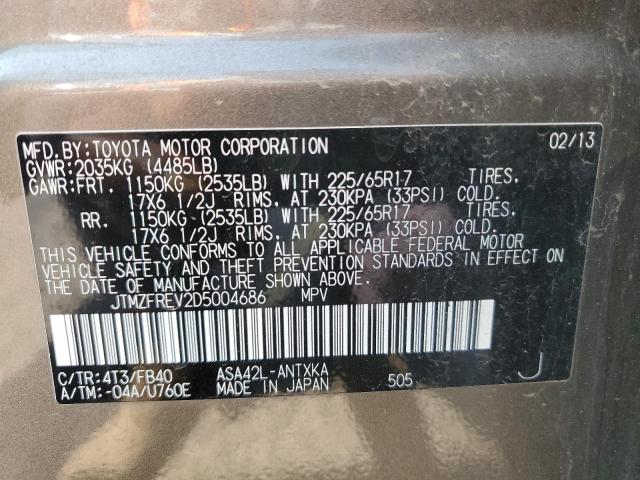 MFD.BY:TOYOTA MOTOR CORPORATION 02/13
GVWR:2035KG (4485LB)
GAWR:FRT. 1150KG (2535LB) WITH 225/65R17 TIRES.
17X6 1/2J RIMS. AT 230KPA (33PSI) COLD.
RR. 1150KG (2535LB) WITH 225/65R17 TIRES.
17X6 1/2J RIMS. AT 230KPA (33PSI) COLD.
THIS VEHICLE CONFORMS TO ALL APPLICABLE FEDERAL MOTOR
VEHICLE SAFETY AND THEFT PREVENTION STANDARDS IN EFFECT ON
THE DATE OF MANUFACTURE SHOWN ABOVE.
JTMZFREV2D5004686 MPV
C/TR:4T3/FB40 ASA42L-ANTXKA
A/TM:-04A/U760E MADE IN JAPAN 505 J